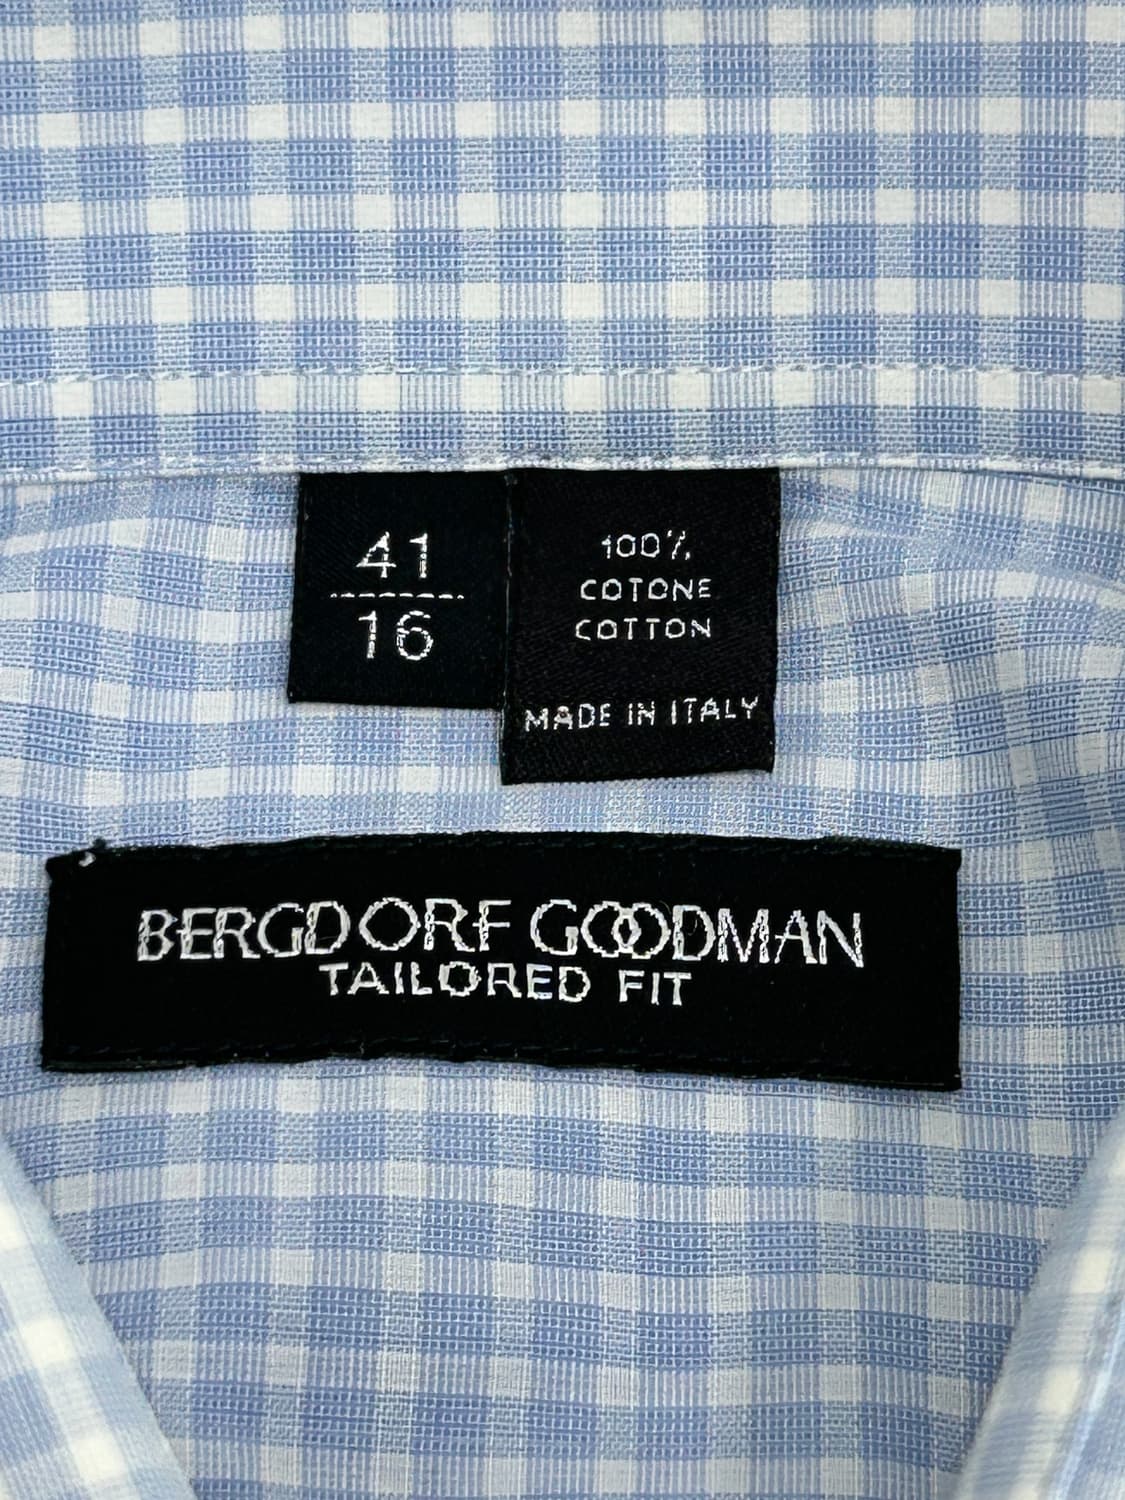 41
16
100%
COTONE
COTTON
MADE IN ITALY
BERGDORF GOODMAN
TAILORED FIT